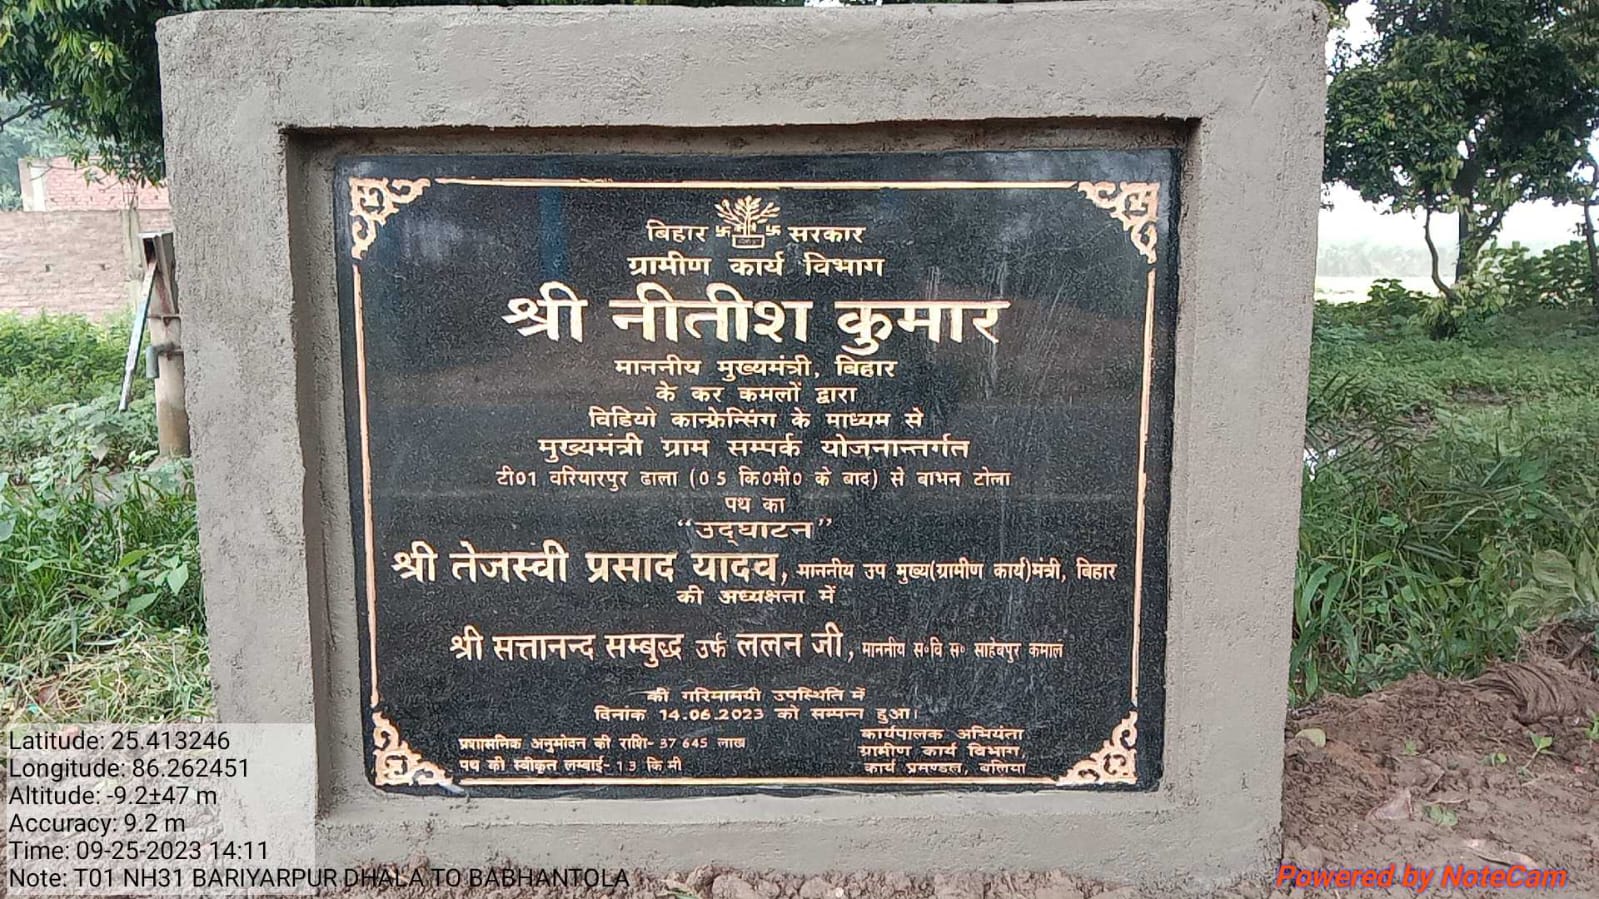 बिहार सरकार
ग्रामीण कार्य विभाग
श्री नीतीश कुमार
माननीय मुख्यमंत्री, बिहार
के कर कमलों द्वारा
विडियो कान्फ्रेन्सिंग के माध्यम से
मुख्यमंत्री ग्राम सम्पर्क योजनान्तर्गत
टी01 वरियारपुर ढाला (0 5 कि0मी0 के बाद) से बाभन टोला
पथ का
“उद्घाटन”
श्री तेजस्वी प्रसाद यादव, माननीय उप मुख्य(ग्रामीण कार्य)मंत्री, बिहार
की अध्यक्षता में
श्री सत्तानन्द सम्बुद्ध उर्फ ललन जी, माननीय स०वि स० साहेबपुर कमाल
की गरिमामयी उपस्थिति में
दिनांक 14.06.2023 को सम्पन्न हुआ।
प्रशासनिक अनुमोदन की राशि- 37 645 लाख
पथ की स्वीकृत लम्बाई- 1 3 कि मी
कार्यपालक अभियंता
ग्रामीण कार्य विभाग,
कार्य प्रमण्डल, बलिया
Latitude: 25.413246
Longitude: 86.262451
Altitude: -9.2±47 m
Accuracy: 9.2 m
Time: 09-25-2023 14:11
Note: T01 NH31 BARIYARPUR DHALA TO BABHANTOLA
Powered by NoteCam